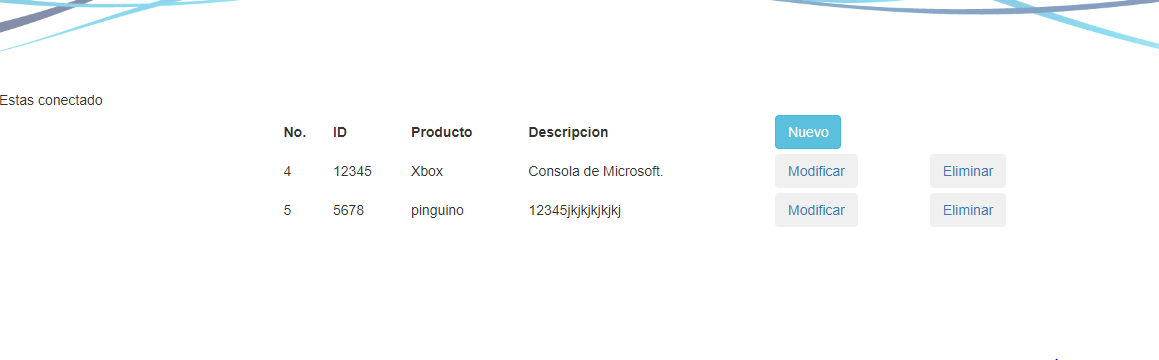 Estas conectado
No. ID Producto Descripcion Nuevo
4 12345 Xbox Consola de Microsoft. Modificar Eliminar
5 5678 pinguino 12345jkjkjkjkjkj Modificar Eliminar